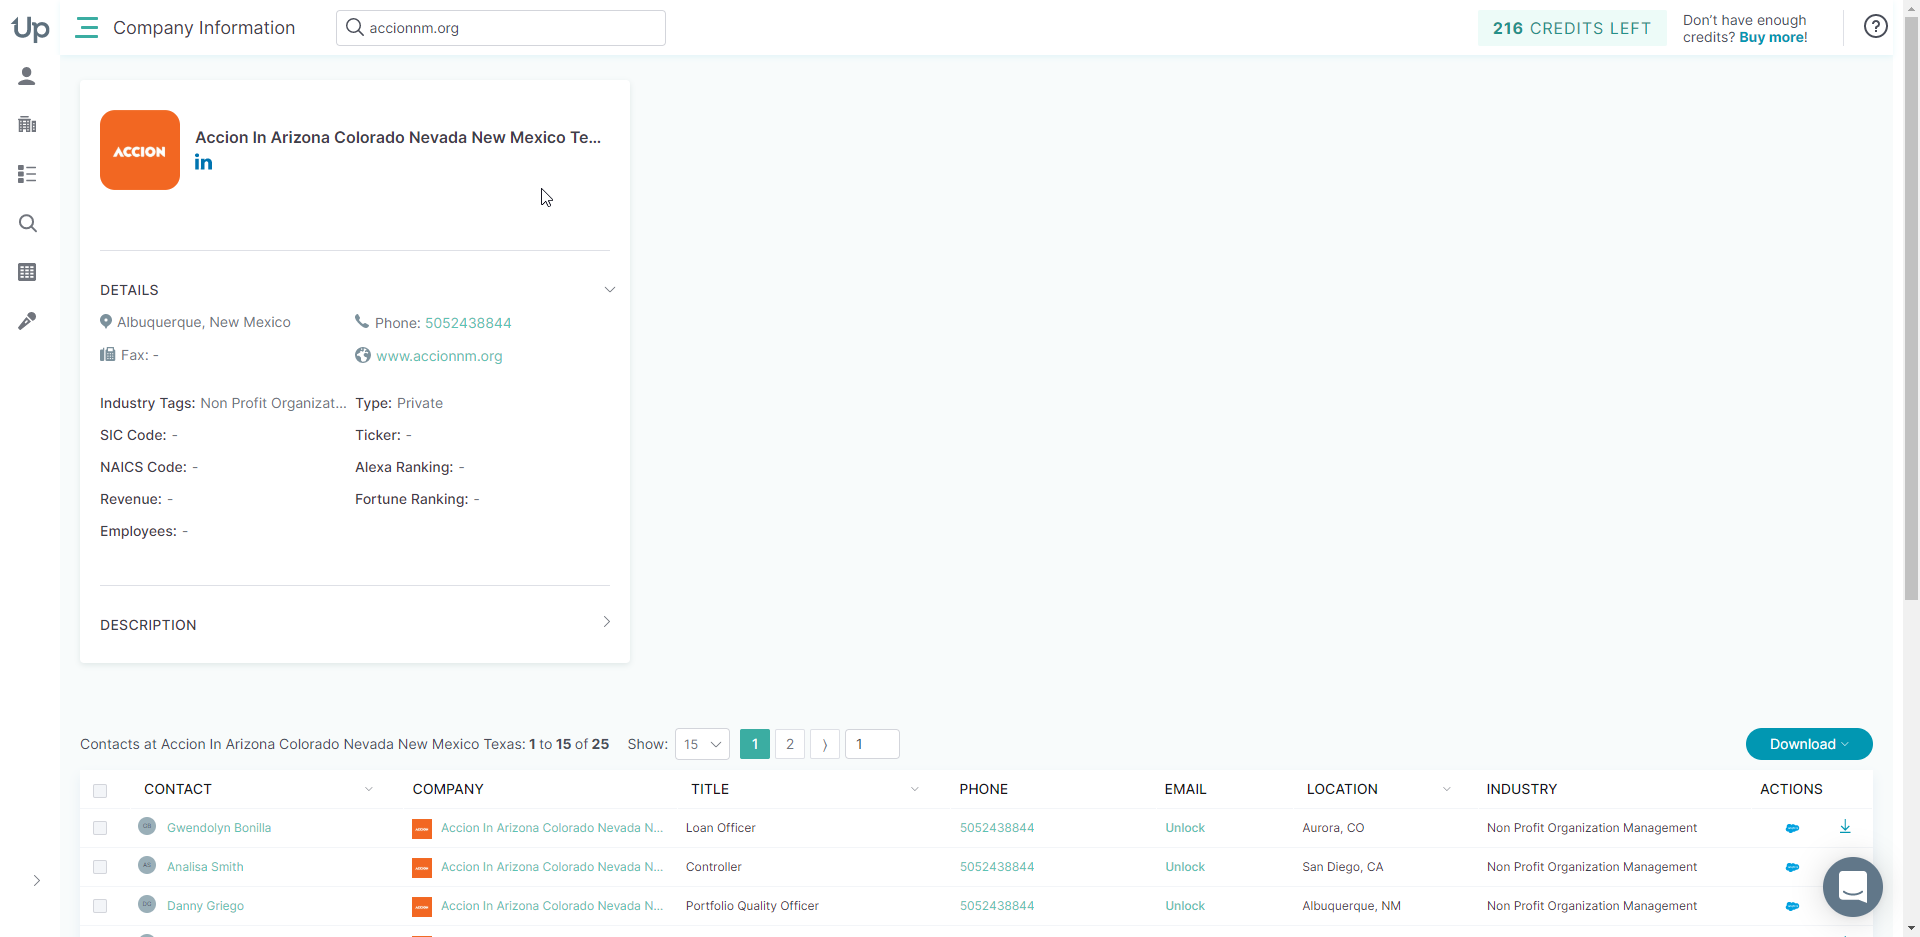 Up
Company Information
accionnm.org
216 CREDITS LEFT
Don't have enough
credits? Buy more!
?
ACCION
Accion In Arizona Colorado Nevada New Mexico Te...
in
DETAILS
Albuquerque, New Mexico
Phone: 5052438844
Fax: -
www.accionnm.org
Industry Tags: Non Profit Organizat...
Type: Private
SIC Code: -
Ticker: -
NAICS Code: -
Alexa Ranking: -
Revenue: -
Fortune Ranking: -
Employees: -
DESCRIPTION
Contacts at Accion In Arizona Colorado Nevada New Mexico Texas: 1 to 15 of 25 Show: 15 1 2 ⟩ 1
Download
CONTACT COMPANY TITLE PHONE EMAIL LOCATION INDUSTRY ACTIONS
GB Gwendolyn Bonilla ACCION Accion In Arizona Colorado Nevada N... Loan Officer 5052438844 Unlock Aurora, CO Non Profit Organization Management
AS Analisa Smith ACCION Accion In Arizona Colorado Nevada N... Controller 5052438844 Unlock San Diego, CA Non Profit Organization Management
DG Danny Griego ACCION Accion In Arizona Colorado Nevada N... Portfolio Quality Officer 5052438844 Unlock Albuquerque, NM Non Profit Organization Management